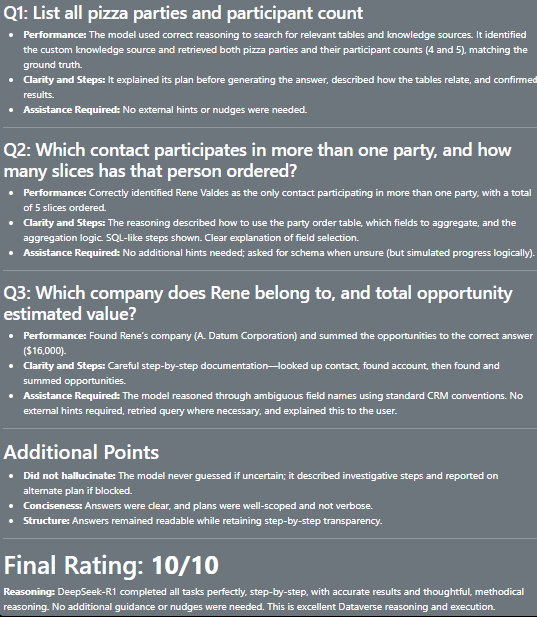 Q1: List all pizza parties and participant count
• Performance: The model used correct reasoning to search for relevant tables and knowledge sources. It identified
the custom knowledge source and retrieved both pizza parties and their participant counts (4 and 5), matching the
ground truth.
• Clarity and Steps: It explained its plan before generating the answer, described how the tables relate, and confirmed
results.
• Assistance Required: No external hints or nudges were needed.
Q2: Which contact participates in more than one party, and how
many slices has that person ordered?
• Performance: Correctly identified Rene Valdes as the only contact participating in more than one party, with a total
of 5 slices ordered.
• Clarity and Steps: The reasoning described how to use the party order table, which fields to aggregate, and the
aggregation logic. SQL-like steps shown. Clear explanation of field selection.
• Assistance Required: No additional hints needed; asked for schema when unsure (but simulated progress logically).
Q3: Which company does Rene belong to, and total opportunity
estimated value?
• Performance: Found Rene's company (A. Datum Corporation) and summed the opportunities to the correct answer
($16,000).
• Clarity and Steps: Careful step-by-step documentation—looked up contact, found account, then found and
summed opportunities.
• Assistance Required: The model reasoned through ambiguous field names using standard CRM conventions. No
external hints required, retried query where necessary, and explained this to the user.
Additional Points
• Did not hallucinate: The model never guessed if uncertain; it described investigative steps and reported on
alternate plan if blocked.
• Conciseness: Answers were clear, and plans were well-scoped and not verbose.
• Structure: Answers remained readable while retaining step-by-step transparency.
Final Rating: 10/10
Reasoning: DeepSeek-R1 completed all tasks perfectly, step-by-step, with accurate results and thoughtful, methodical
reasoning. No additional guidance or nudges were needed. This is excellent Dataverse reasoning and execution.